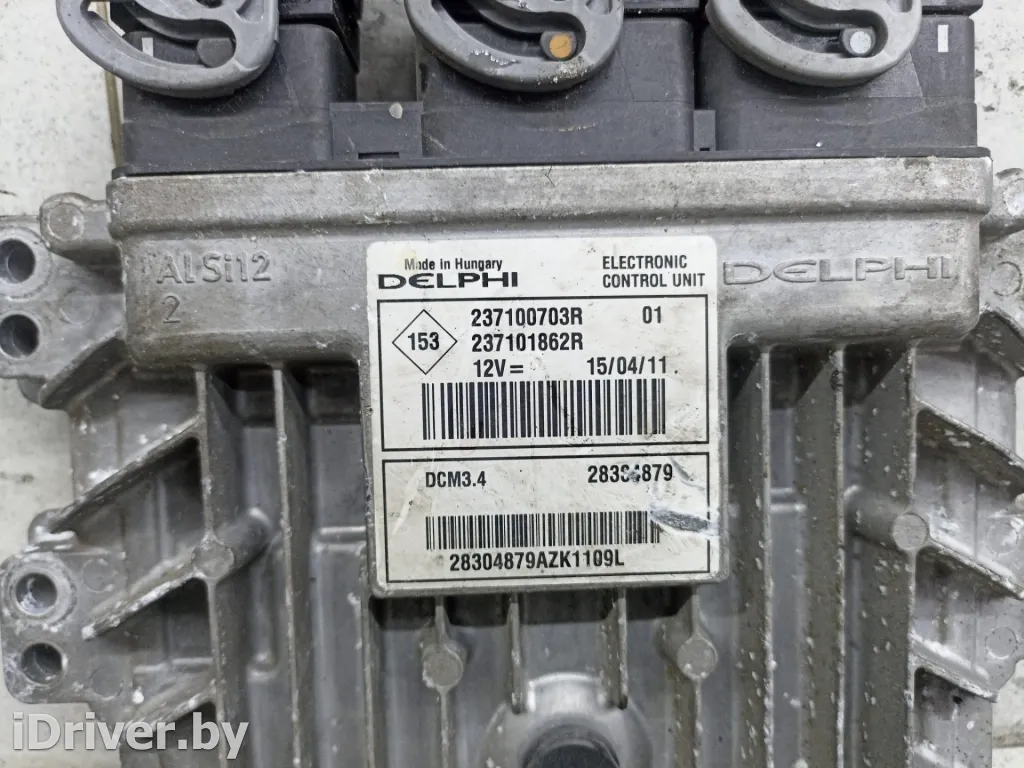 AlSi12
2
DELPHI
Made in Hungary
DELPHI
ELECTRONIC
CONTROL UNIT
153
237100703R 01
237101862R
12V= 15/04/11.
DCM3.4 28304879
28304879AZK1109L
iDriver.by